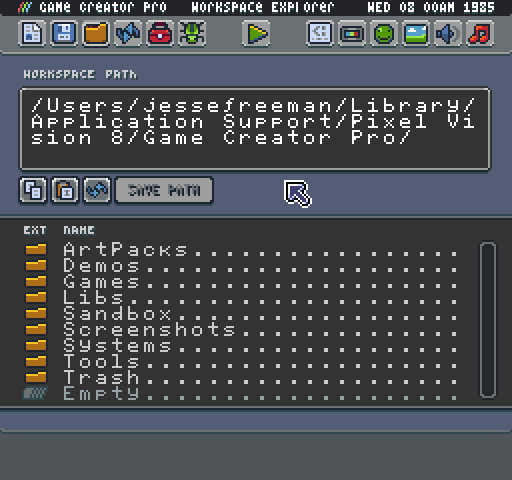 Game Creator Pro Workspace Explorer WED 08 00AM 1985
WORKSPACE PATH
/Users/jessefreeman/Library/
Application Support/Pixel Vi
sion 8/Game Creator Pro/
SAVE PATH
EXT NAME
ArtPacks....................
Demos.......................
Games.......................
Libs........................
Sandbox.....................
Screenshots.................
Systems.....................
Tools.......................
Trash.......................
Empty.......................